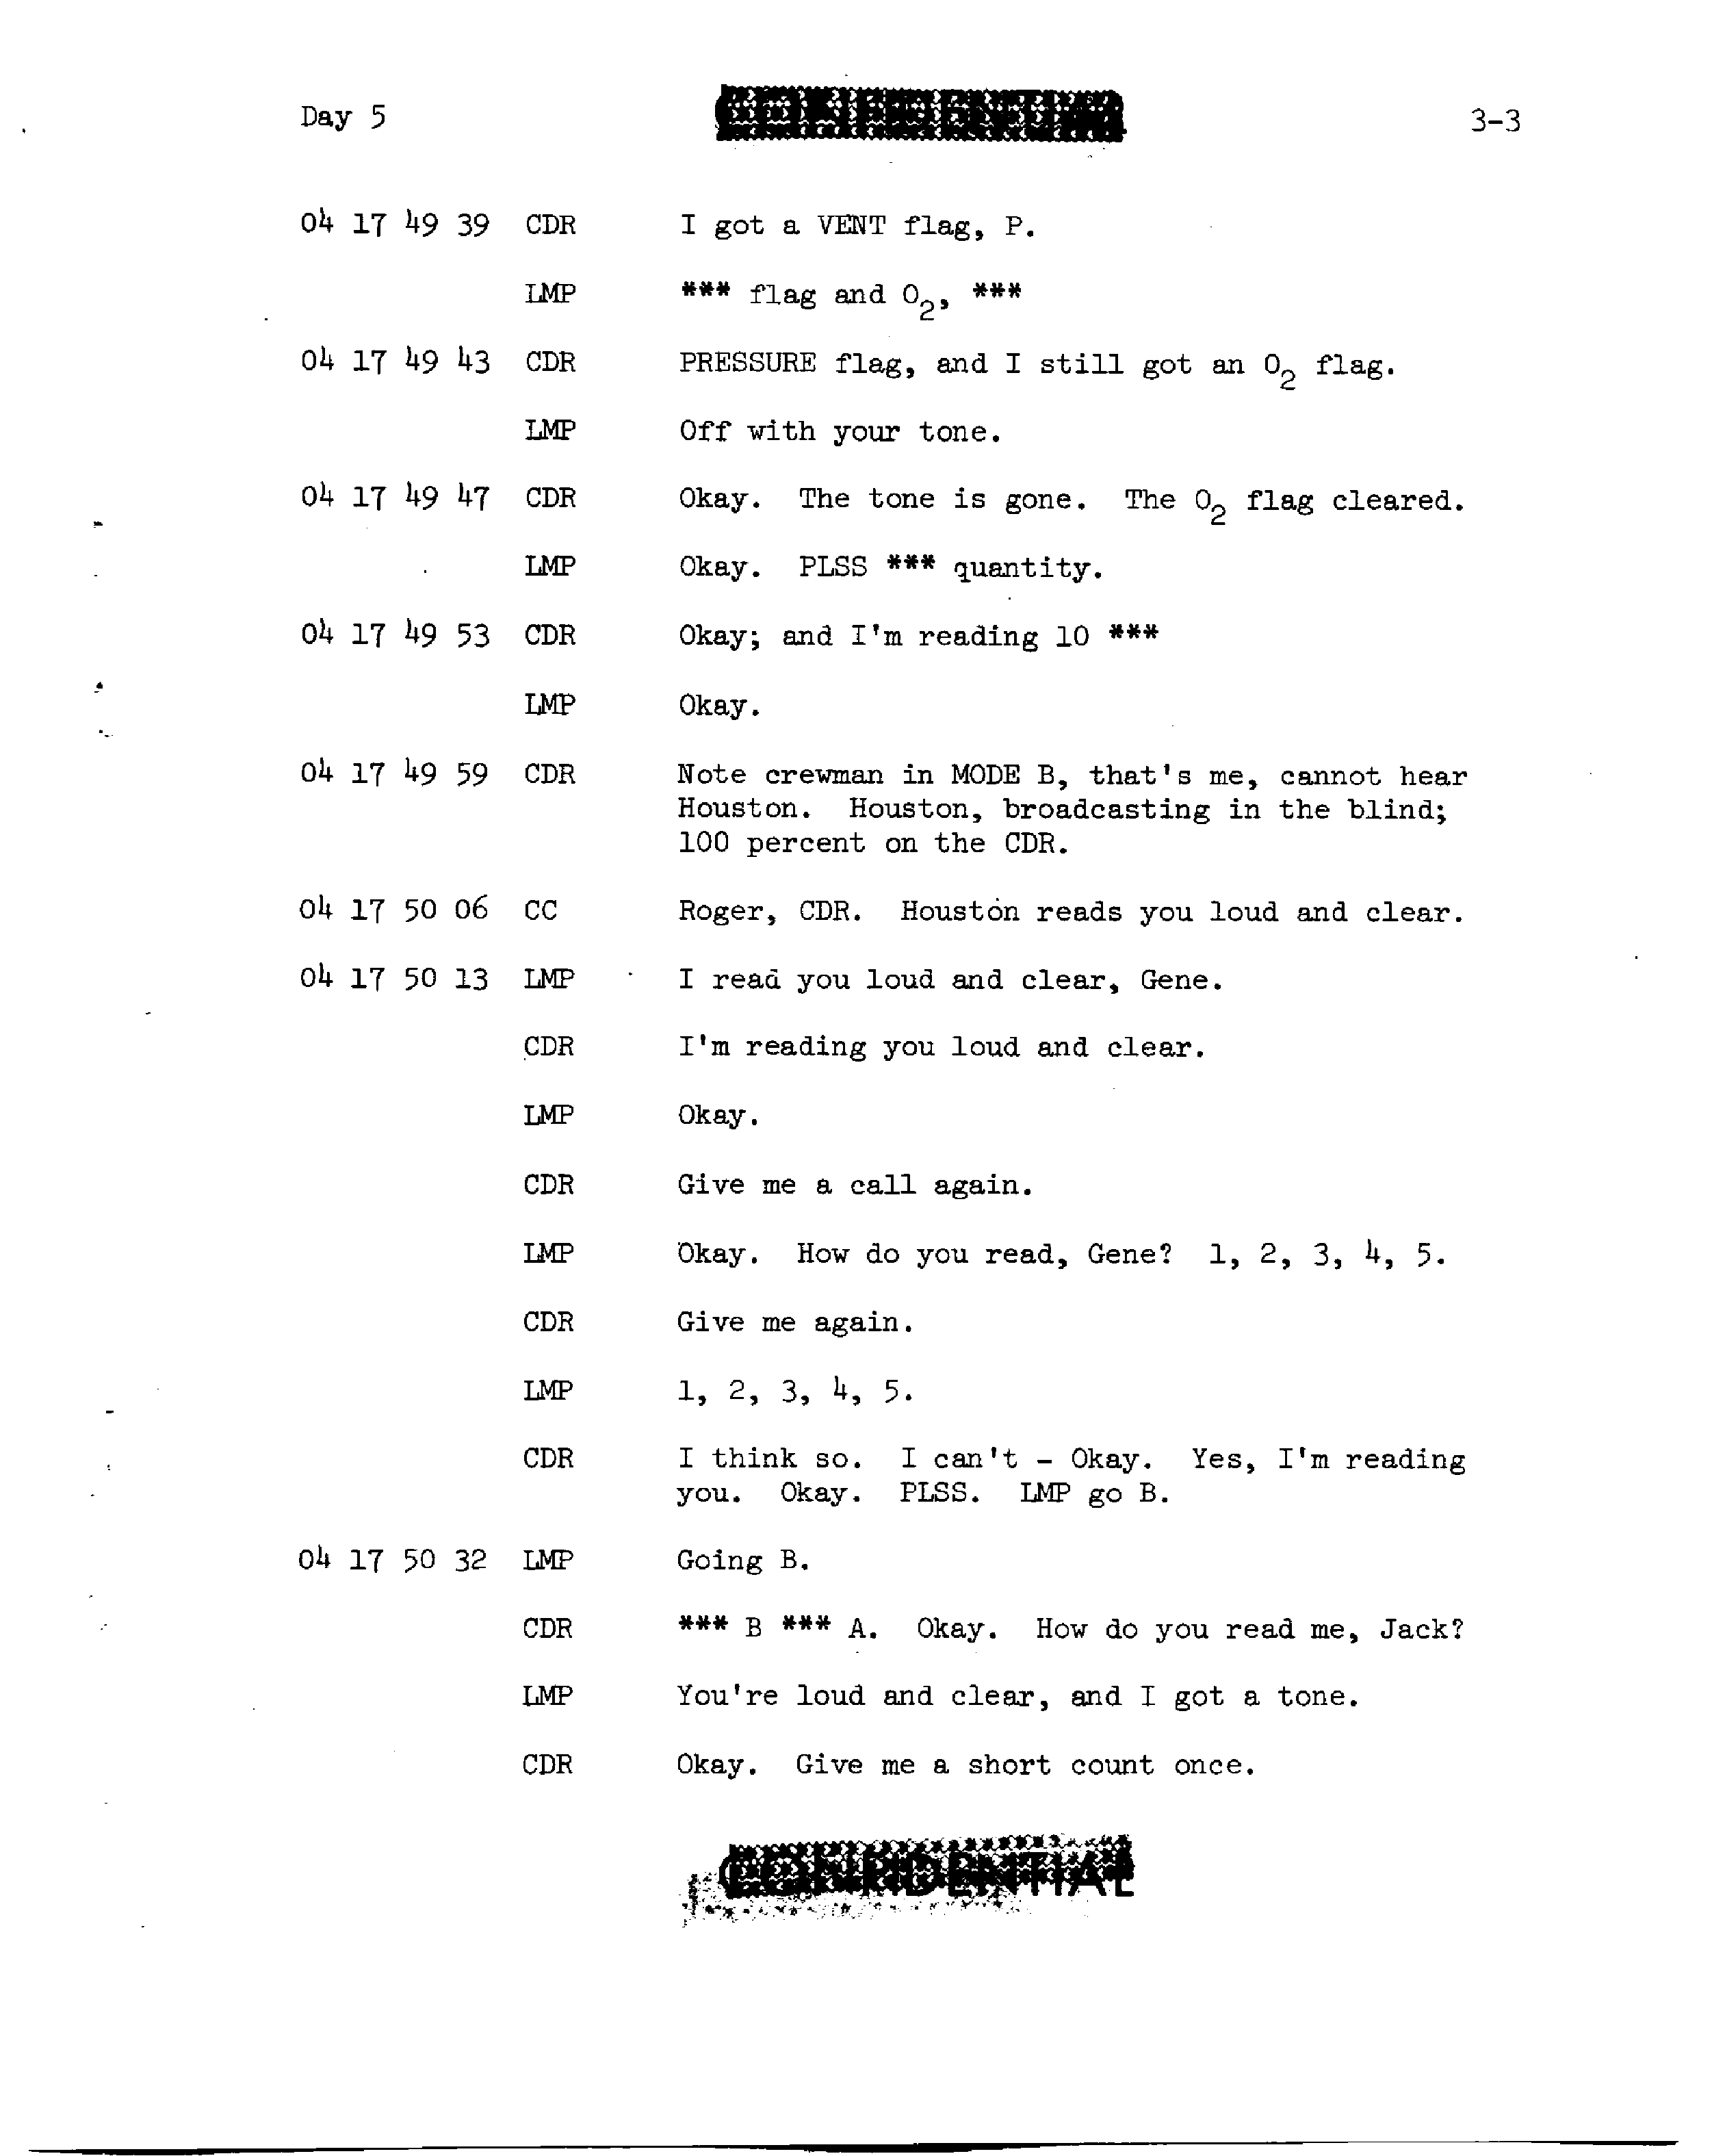 Day 5 CONFIDENTIAL 3-3
04 17 49 39 CDR I got a VENT flag, P.
LMP *** flag and O2, ***
04 17 49 43 CDR PRESSURE flag, and I still got an O2 flag.
LMP Off with your tone.
04 17 49 47 CDR Okay. The tone is gone. The O2 flag cleared.
LMP Okay. PLSS *** quantity.
04 17 49 53 CDR Okay; and I'm reading 10 ***
LMP Okay.
04 17 49 59 CDR Note crewman in MODE B, that's me, cannot hear
Houston. Houston, broadcasting in the blind;
100 percent on the CDR.
04 17 50 06 CC Roger, CDR. Houston reads you loud and clear.
04 17 50 13 LMP I read you loud and clear, Gene.
CDR I'm reading you loud and clear.
LMP Okay.
CDR Give me a call again.
LMP Okay. How do you read, Gene? 1, 2, 3, 4, 5.
CDR Give me again.
LMP 1, 2, 3, 4, 5.
CDR I think so. I can't - Okay. Yes, I'm reading
you. Okay. PLSS. LMP go B.
04 17 50 32 LMP Going B.
CDR *** B *** A. Okay. How do you read me, Jack?
LMP You're loud and clear, and I got a tone.
CDR Okay. Give me a short count once.
CONFIDENTIAL